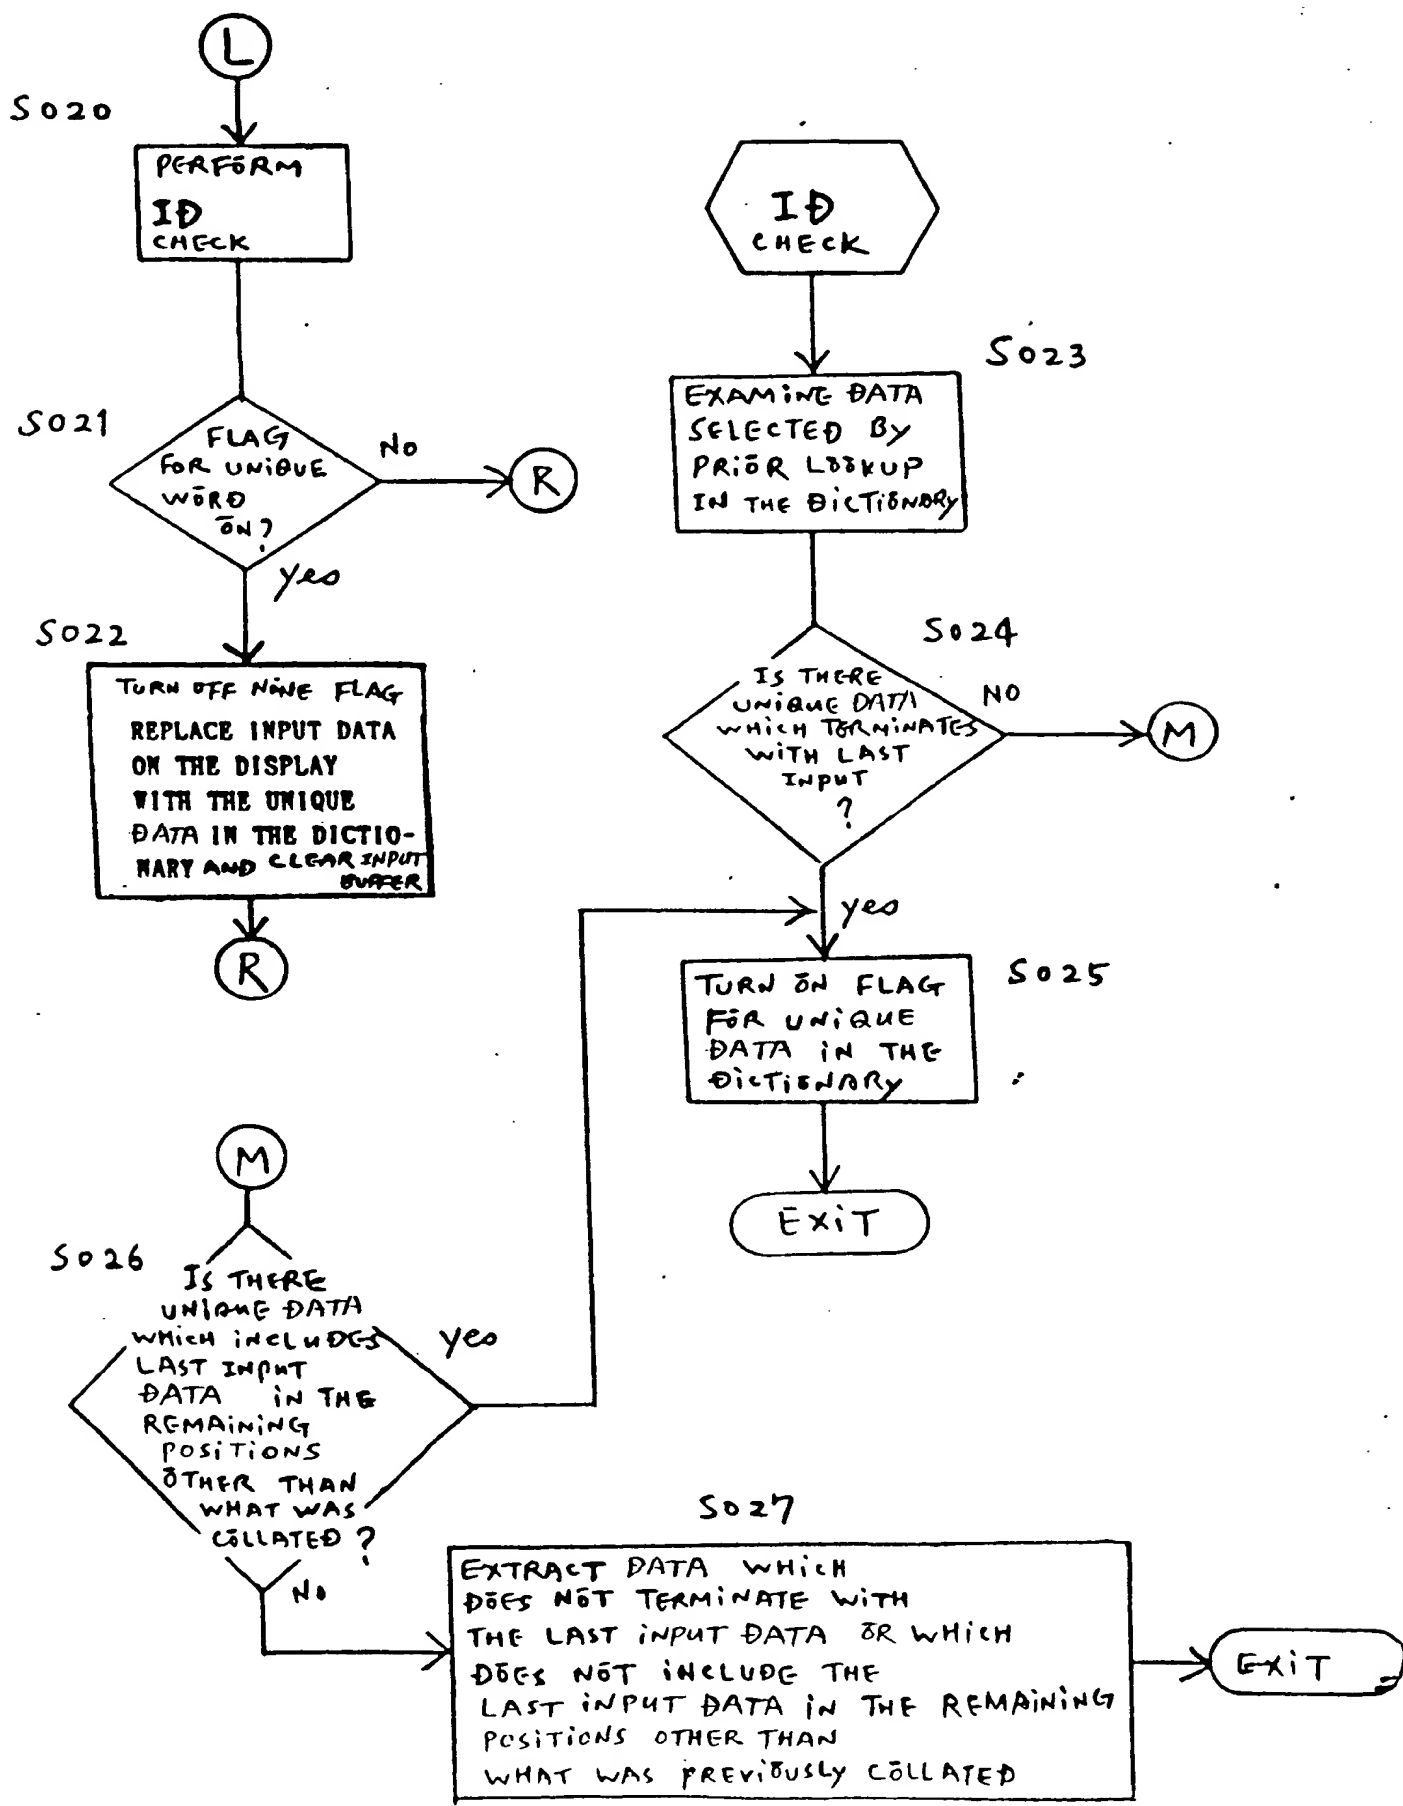 L
S020
PERFORM
ID
CHECK
S021
FLAG
FOR UNIQUE
WORD
ON?
NO
R
yes
S022
TURN OFF NINE FLAG
REPLACE INPUT DATA
ON THE DISPLAY
WITH THE UNIQUE
DATA IN THE DICTIO-
NARY AND CLEAR INPUT
BUFFER
R
ID
CHECK
S023
EXAMINE DATA
SELECTED BY
PRIOR LOOKUP
IN THE DICTIONARY
S024
IS THERE
UNIQUE DATA
WHICH TERMINATES
WITH LAST
INPUT
?
NO
M
yes
S025
TURN ON FLAG
FOR UNIQUE
DATA IN THE
DICTIONARY
EXIT
M
S026
IS THERE
UNIQUE DATA
WHICH INCLUDES
LAST INPUT
DATA IN THE
REMAINING
POSITIONS
OTHER THAN
WHAT WAS
COLLATED?
yes
NO
S027
EXTRACT DATA WHICH
DOES NOT TERMINATE WITH
THE LAST INPUT DATA OR WHICH
DOES NOT INCLUDE THE
LAST INPUT DATA IN THE REMAINING
POSITIONS OTHER THAN
WHAT WAS PREVIOUSLY COLLATED
EXIT